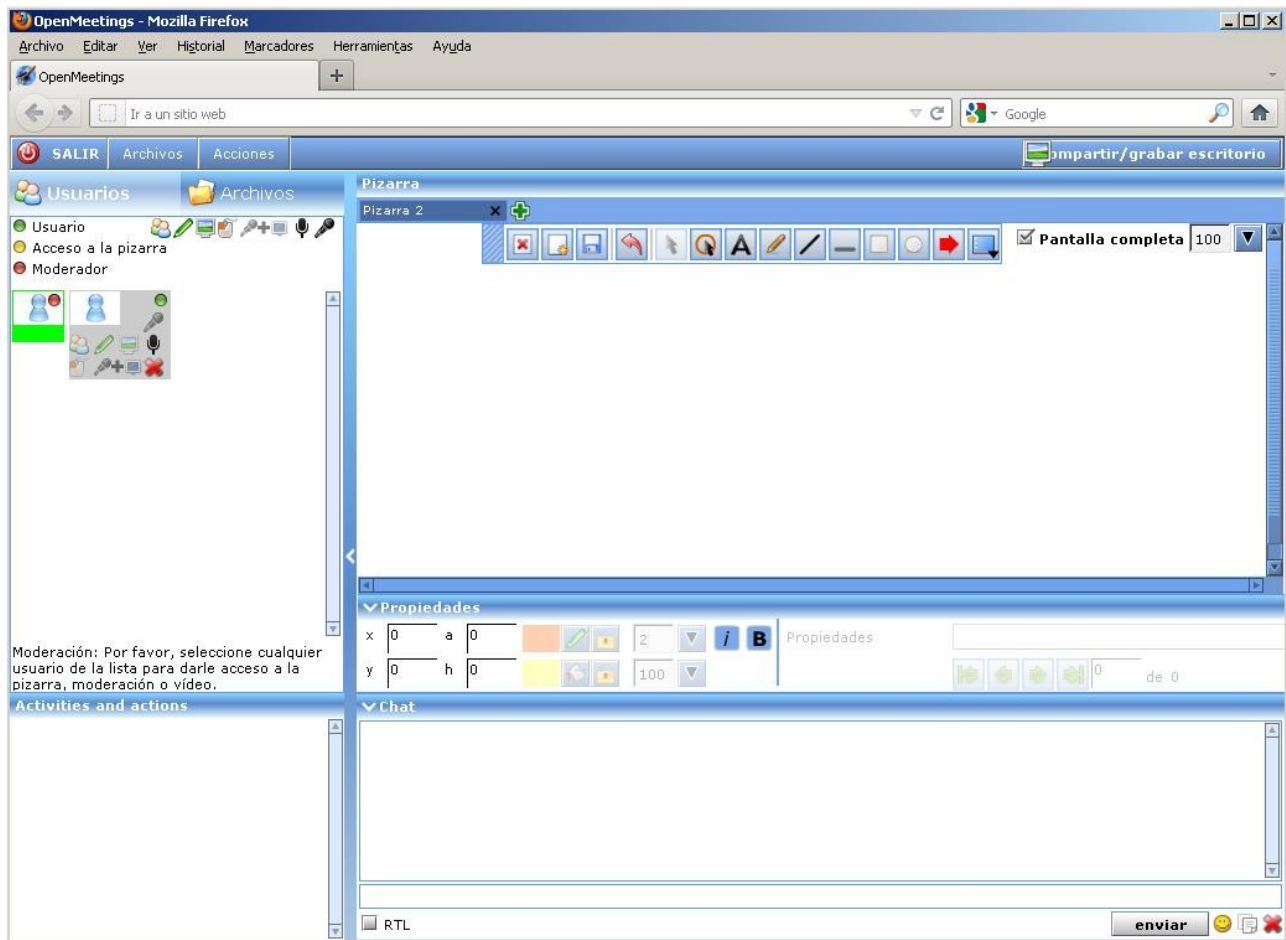 OpenMeetings - Mozilla Firefox
Archivo Editar Ver Historial Marcadores Herramientas Ayuda
OpenMeetings
Ir a un sitio web
Google
SALIR Archivos Acciones
ompartir/grabar escritorio
Usuarios Archivos
Usuario
Acceso a la pizarra
Moderador
Moderación: Por favor, seleccione cualquier
usuario de la lista para darle acceso a la
pizarra, moderación o vídeo.
Activities and actions
Pizarra
Pizarra 2
A
Pantalla completa 100
Propiedades
x 0 a 0 2 i B Propiedades
y 0 h 0 100 0 de 0
Chat
RTL
enviar